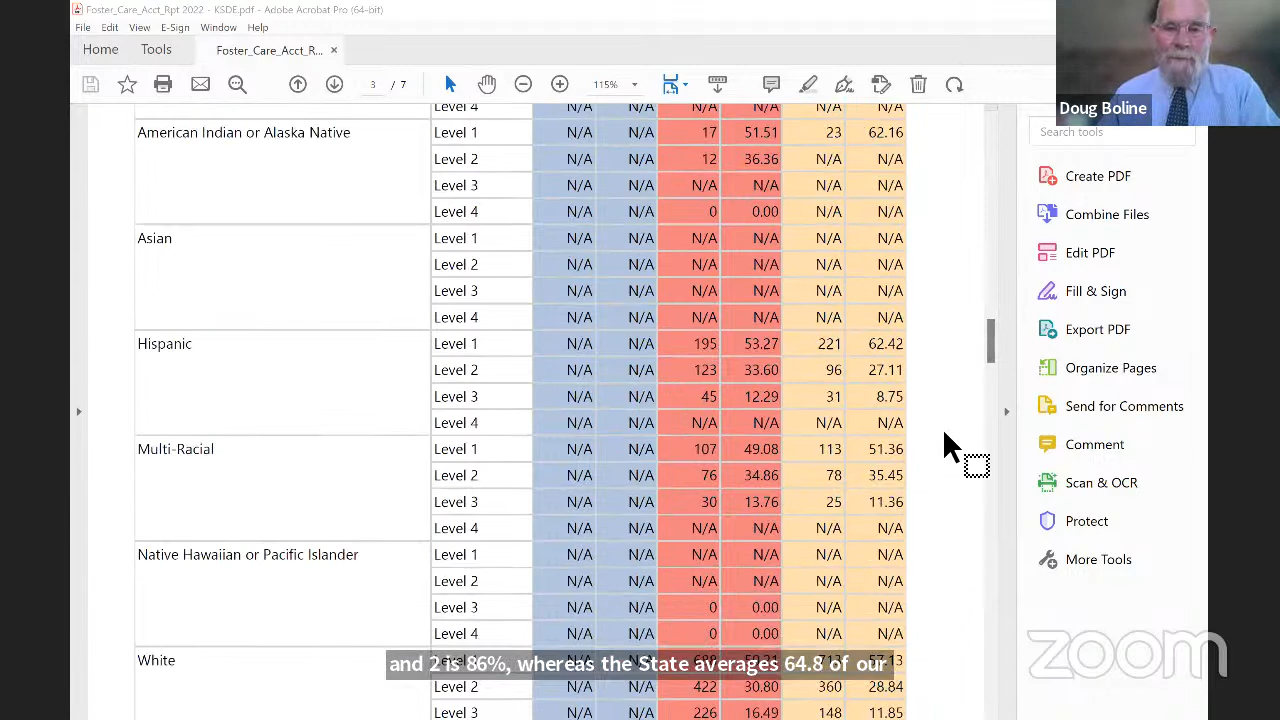 Foster_Care_Acct_Rpt 2022 - KSDE.pdf - Adobe Acrobat Pro (64-bit)
File Edit View E-Sign Window Help
Home Tools Foster_Care_Acct_R... ×
3 / 7 115%
Doug Boline
Level 4 N/A N/A N/A N/A N/A N/A
American Indian or Alaska Native Level 1 N/A N/A 17 51.51 23 62.16
Level 2 N/A N/A 12 36.36 N/A N/A
Level 3 N/A N/A N/A N/A N/A N/A
Level 4 N/A N/A 0 0.00 N/A N/A
Asian Level 1 N/A N/A N/A N/A N/A N/A
Level 2 N/A N/A N/A N/A N/A N/A
Level 3 N/A N/A N/A N/A N/A N/A
Level 4 N/A N/A N/A N/A N/A N/A
Hispanic Level 1 N/A N/A 195 53.27 221 62.42
Level 2 N/A N/A 123 33.60 96 27.11
Level 3 N/A N/A 45 12.29 31 8.75
Level 4 N/A N/A N/A N/A N/A N/A
Multi-Racial Level 1 N/A N/A 107 49.08 113 51.36
Level 2 N/A N/A 76 34.86 78 35.45
Level 3 N/A N/A 30 13.76 25 11.36
Level 4 N/A N/A N/A N/A N/A N/A
Native Hawaiian or Pacific Islander Level 1 N/A N/A N/A N/A N/A N/A
Level 2 N/A N/A N/A N/A N/A N/A
Level 3 N/A N/A 0 0.00 N/A N/A
Level 4 N/A N/A 0 0.00 N/A N/A
White
and 2 is 86%, whereas the State averages 64.8 of our
Level 2 N/A N/A 422 30.80 360 28.84
Level 3 N/A N/A 226 16.49 148 11.85
Search tools
Create PDF
Combine Files
Edit PDF
Fill & Sign
Export PDF
Organize Pages
Send for Comments
Comment
Scan & OCR
Protect
More Tools
zoom